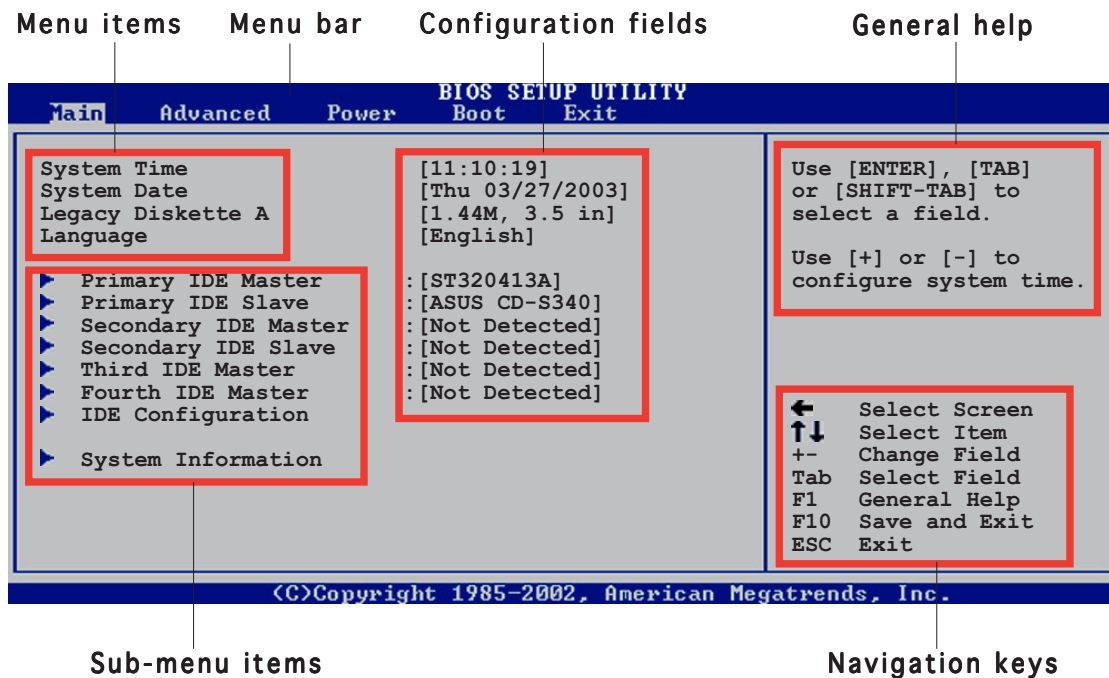 Menu items Menu bar Configuration fields General help
BIOS SETUP UTILITY
Main Advanced Power Boot Exit
System Time [11:10:19]
System Date [Thu 03/27/2003]
Legacy Diskette A [1.44M, 3.5 in]
Language [English]
Primary IDE Master :[ST320413A]
Primary IDE Slave :[ASUS CD-S340]
Secondary IDE Master :[Not Detected]
Secondary IDE Slave :[Not Detected]
Third IDE Master :[Not Detected]
Fourth IDE Master :[Not Detected]
IDE Configuration
System Information
Use [ENTER], [TAB]
or [SHIFT-TAB] to
select a field.
Use [+] or [-] to
configure system time.
← Select Screen
↑↓ Select Item
+- Change Field
Tab Select Field
F1 General Help
F10 Save and Exit
ESC Exit
(C)Copyright 1985-2002, American Megatrends, Inc.
Sub-menu items Navigation keys